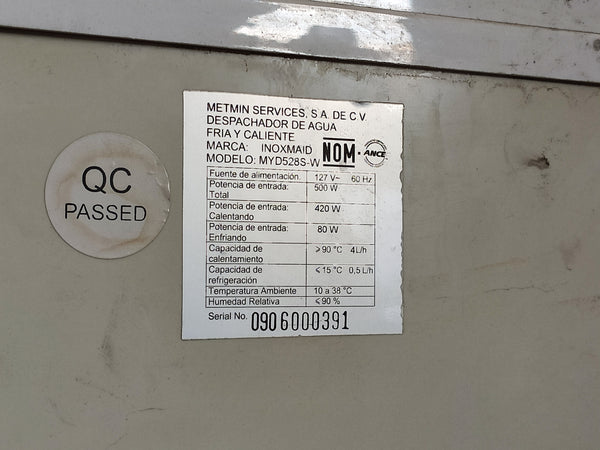 METMIN SERVICES, S.A. DE C.V.
DESPACHADOR DE AGUA
FRIA Y CALIENTE
MARCA: INOXMAID
MODELO: MYD528S-W
NOM
ANCE
Fuente de alimentación. 127 V~ 60 Hz
Potencia de entrada: 500 W
Total
Potencia de entrada: 420 W
Calentando
Potencia de entrada: 80 W
Enfriando
Capacidad de ≥90 °C 4L/h
calentamiento
Capacidad de ≤15 °C 0,5 L/h
refrigeración
Temperatura Ambiente 10 a 38 °C
Humedad Relativa ≤90 %
Serial No. 0906000391
QC
PASSED